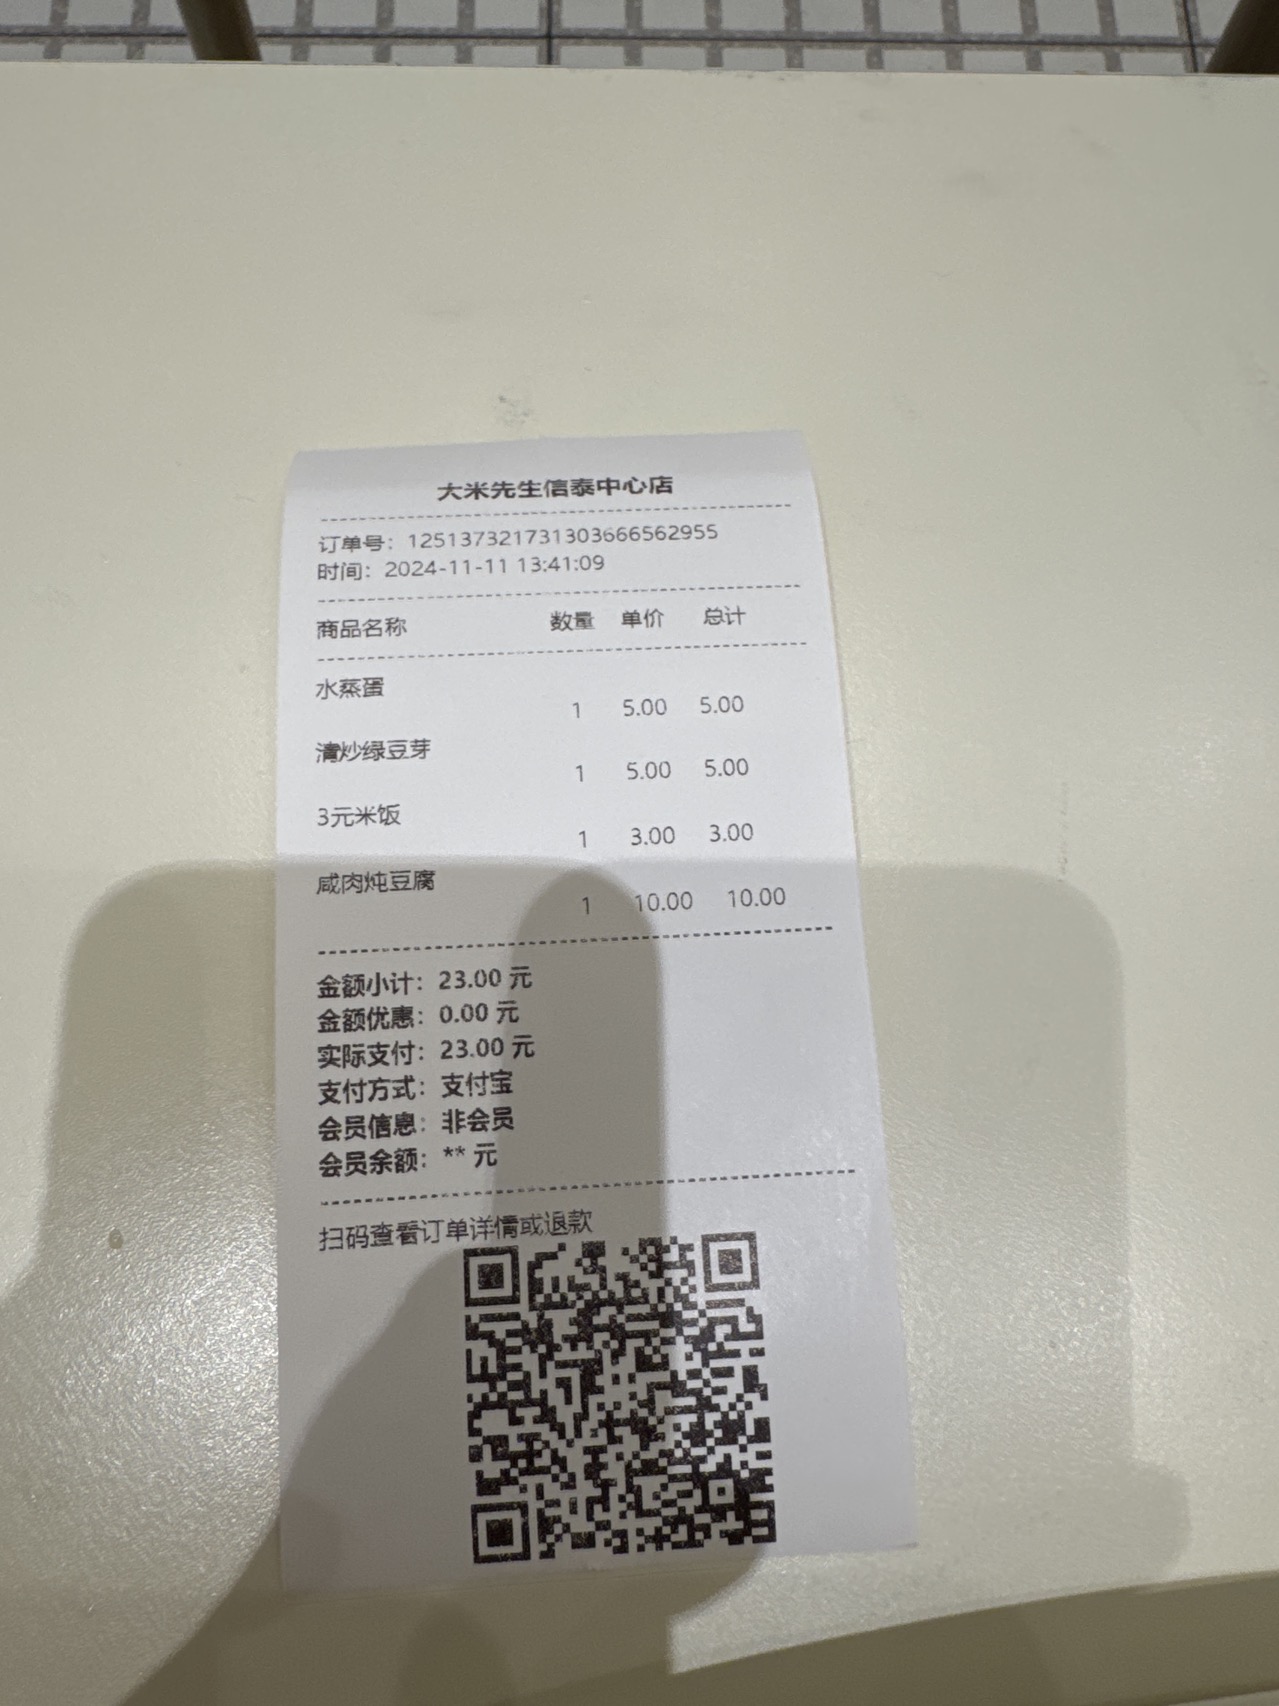 大米先生信泰中心店
订单号：1251373217313036665​62955
时间：2024-11-11 13:41:09
商品名称 数量 单价 总计
水蒸蛋
1 5.00 5.00
清炒绿豆芽
1 5.00 5.00
3元米饭
1 3.00 3.00
咸肉炖豆腐
1 10.00 10.00
金额小计：23.00 元
金额优惠：0.00 元
实际支付：23.00 元
支付方式：支付宝
会员信息：非会员
会员余额：** 元
扫码查看订单详情或退款